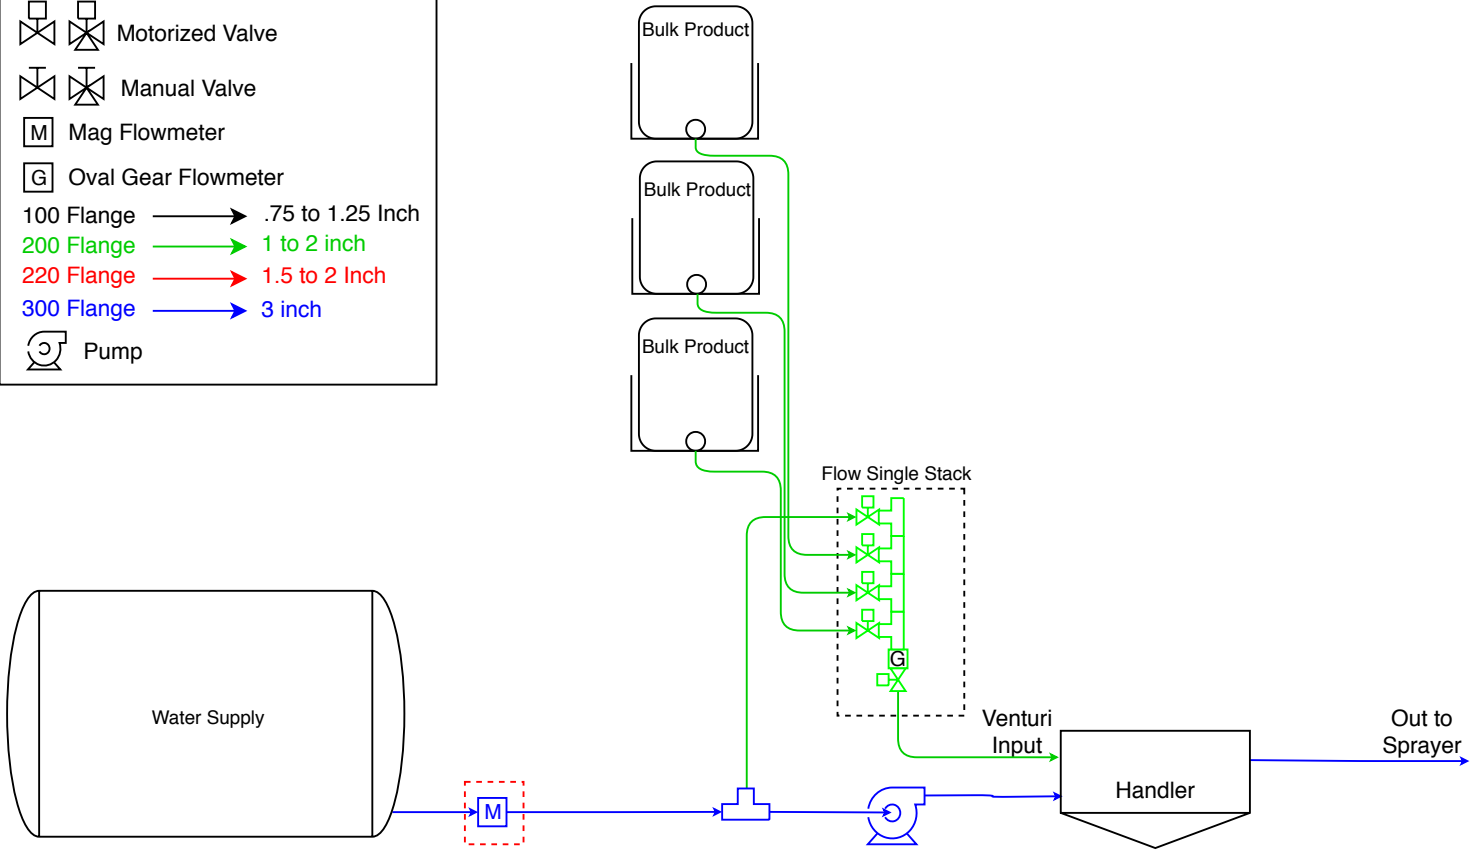 Motorized Valve
Manual Valve
M Mag Flowmeter
G Oval Gear Flowmeter
100 Flange .75 to 1.25 Inch
200 Flange 1 to 2 inch
220 Flange 1.5 to 2 Inch
300 Flange 3 inch
Pump
Bulk Product
Bulk Product
Bulk Product
Flow Single Stack
G
Water Supply
M
Venturi
Input
Handler
Out to
Sprayer